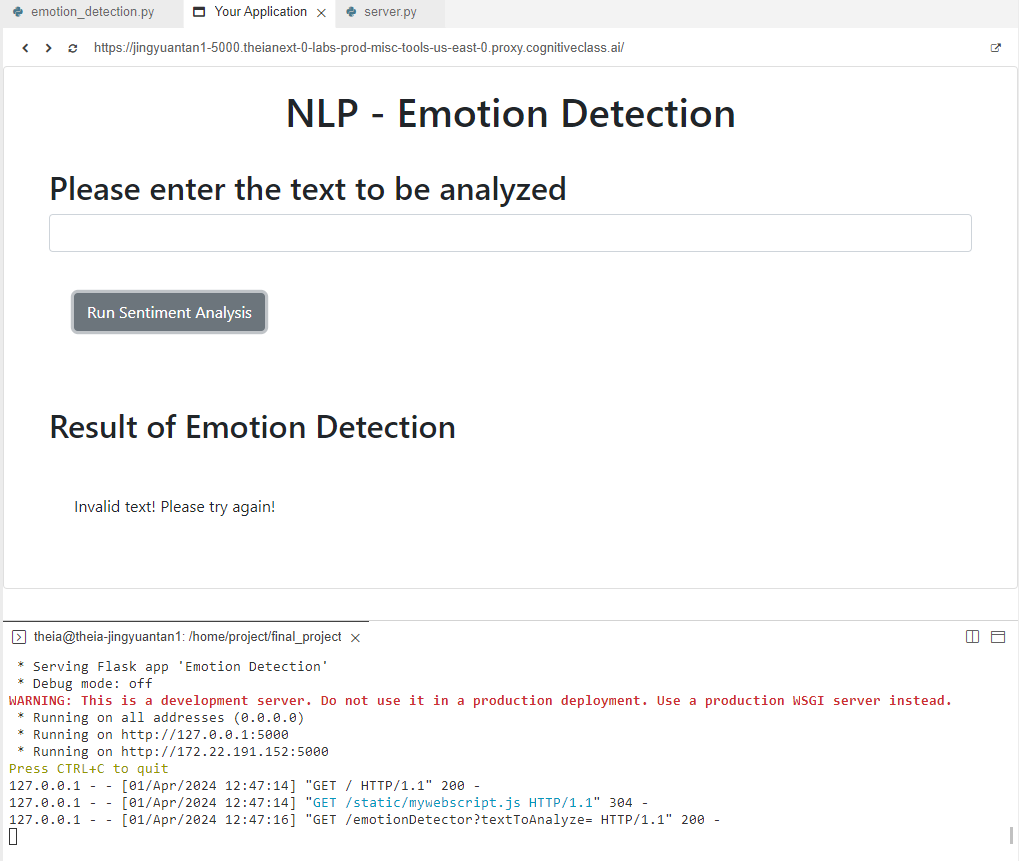 emotion_detection.py Your Application server.py
https://jingyuantan1-5000.theianext-0-labs-prod-misc-tools-us-east-0.proxy.cognitiveclass.ai/
NLP - Emotion Detection
Please enter the text to be analyzed
Run Sentiment Analysis
Result of Emotion Detection
Invalid text! Please try again!
theia@theia-jingyuantan1: /home/project/final_project
* Serving Flask app 'Emotion Detection'
* Debug mode: off
WARNING: This is a development server. Do not use it in a production deployment. Use a production WSGI server instead.
* Running on all addresses (0.0.0.0)
* Running on http://127.0.0.1:5000
* Running on http://172.22.191.152:5000
Press CTRL+C to quit
127.0.0.1 - - [01/Apr/2024 12:47:14] "GET / HTTP/1.1" 200 -
127.0.0.1 - - [01/Apr/2024 12:47:14] "GET /static/mywebscript.js HTTP/1.1" 304 -
127.0.0.1 - - [01/Apr/2024 12:47:16] "GET /emotionDetector?textToAnalyze= HTTP/1.1" 200 -